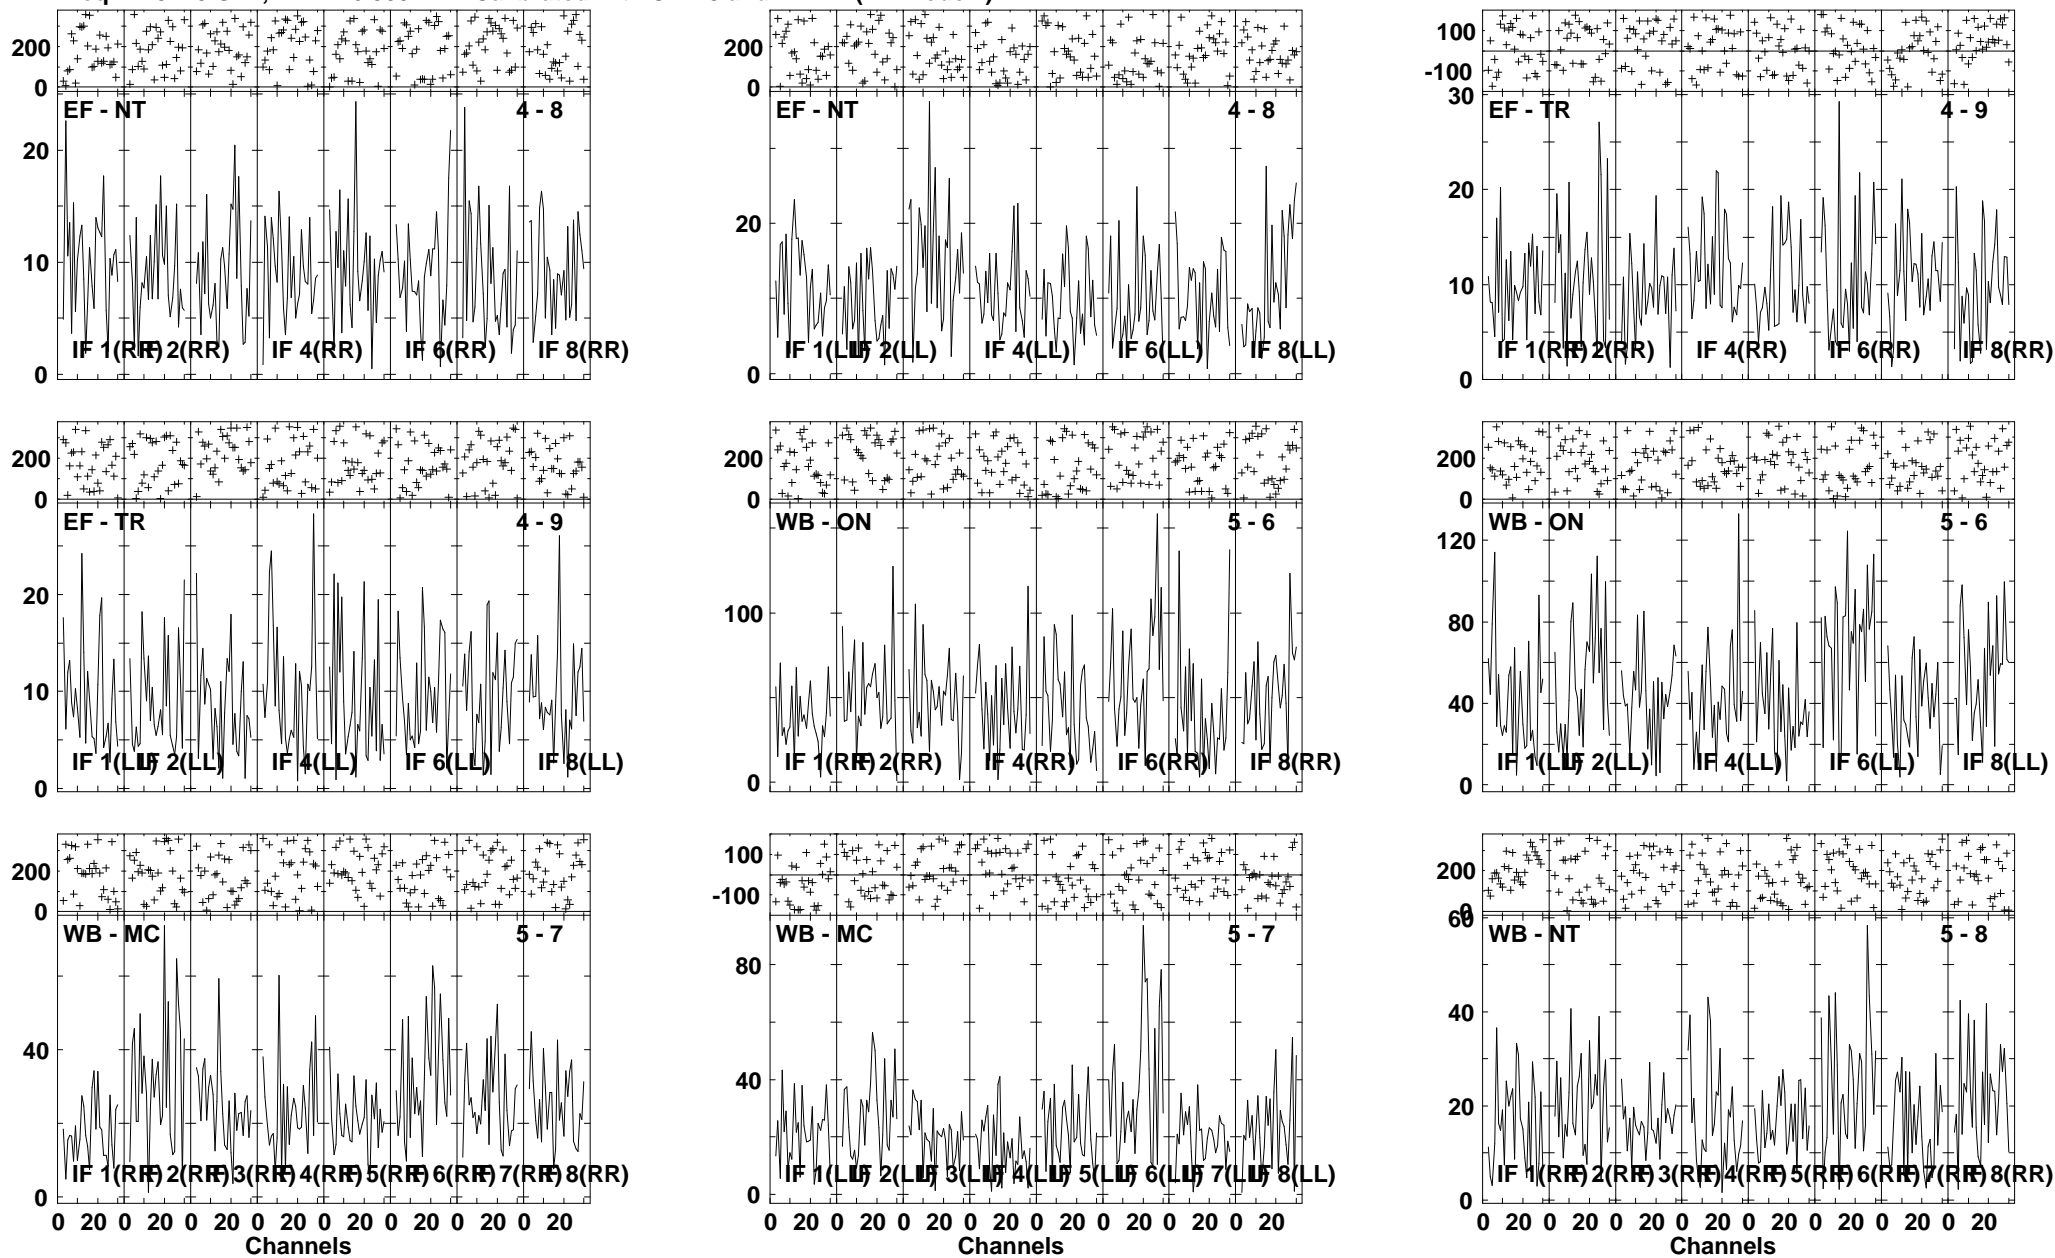 200
0
EF - NT 4 - 8
20
10
IF 1(RR) IF 2(RR) IF 4(RR) IF 6(RR) IF 8(RR)
0
200
0
EF - NT 4 - 8
20
IF 1(LL) IF 2(LL) IF 4(LL) IF 6(LL) IF 8(LL)
0
100
-100
30
EF - TR 4 - 9
20
10
IF 1(RR) IF 2(RR) IF 4(RR) IF 6(RR) IF 8(RR)
0
200
0
EF - TR 4 - 9
20
10
IF 1(LL) IF 2(LL) IF 4(LL) IF 6(LL) IF 8(LL)
0
200
0
WB - ON 5 - 6
100
IF 1(RR) IF 2(RR) IF 4(RR) IF 6(RR) IF 8(RR)
0
200
0
WB - ON 5 - 6
120
80
40
IF 1(LL) IF 2(LL) IF 4(LL) IF 6(LL) IF 8(LL)
0
200
0
WB - MC 5 - 7
40
IF 1(RR) IF 2(RR) IF 3(RR) IF 4(RR) IF 5(RR) IF 6(RR) IF 7(RR) IF 8(RR)
0
0 20 0 20 0 20 0 20 0 20 0 20 0 20 0 20
Channels
100
-100
WB - MC 5 - 7
80
40
IF 1(LL) IF 2(LL) IF 3(LL) IF 4(LL) IF 5(LL) IF 6(LL) IF 7(LL) IF 8(LL)
0
0 20 0 20 0 20 0 20 0 20 0 20 0 20 0 20
Channels
200
0
60
WB - NT 5 - 8
40
20
IF 1(RR) IF 2(RR) IF 3(RR) IF 4(RR) IF 5(RR) IF 6(RR) IF 7(RR) IF 8(RR)
0
0 20 0 20 0 20 0 20 0 20 0 20 0 20 0 20
Channels